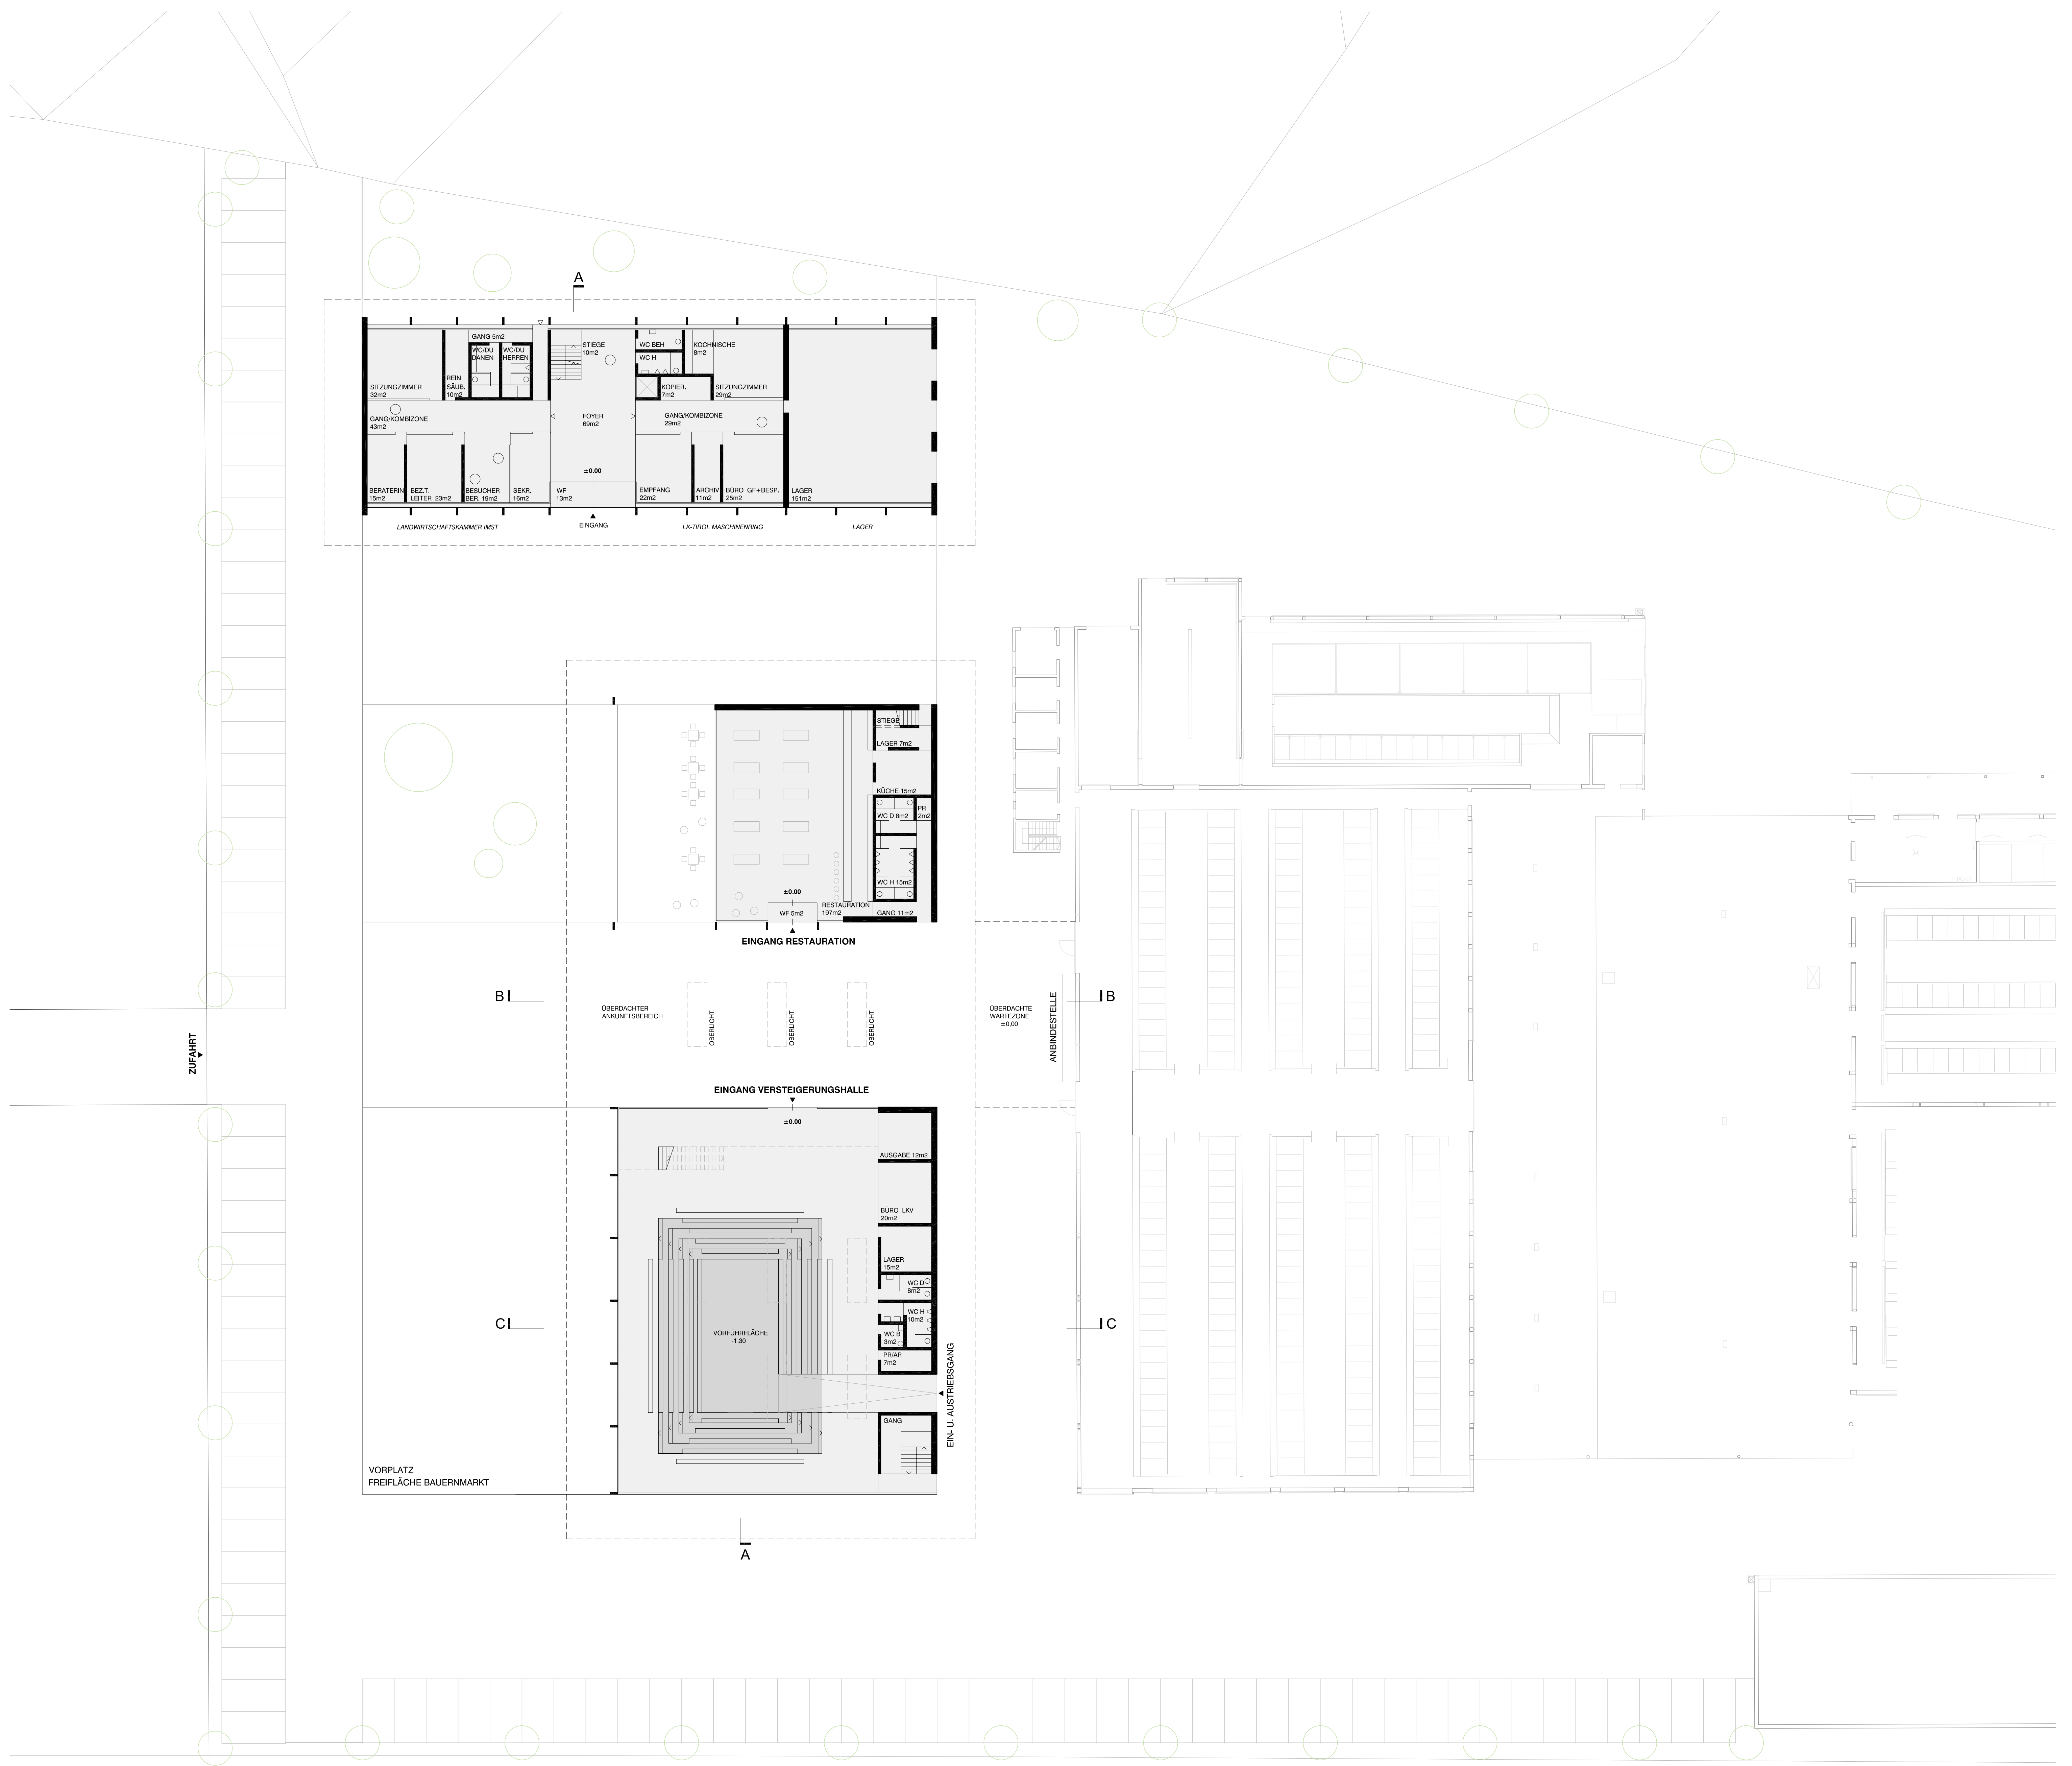 A
GANG 5m2
WC/DU
DANEN
WC/DU
HERREN
STIEGE
10m2
WC BEH
WC H
KOCHNISCHE
8m2
REIN.
SÄUB.
10m2
SITZUNGZIMMER
32m2
KOPIER.
7m2
SITZUNGZIMMER
29m2
GANG/KOMBIZONE
43m2
FOYER
69m2
GANG/KOMBIZONE
29m2
±0.00
BERATERIN
15m2
BEZ.T.
LEITER 23m2
BESUCHER
BER. 19m2
SEKR.
16m2
WF
13m2
EMPFANG
22m2
ARCHIV
11m2
BÜRO GF+BESP.
25m2
LAGER
151m2
LANDWIRTSCHAFTSKAMMER IMST
EINGANG
LK-TIROL MASCHINENRING
LAGER
STIEGE
LAGER 7m2
KÜCHE 15m2
WC D 8m2
PR
2m2
WC H 15m2
±0.00
RESTAURATION
197m2
WF 5m2
GANG 11m2
EINGANG RESTAURATION
B
B
ÜBERDACHTER
ANKUNFTSBEREICH
OBERLICHT
OBERLICHT
OBERLICHT
ÜBERDACHTE
WARTEZONE
±0,00
ANBINDESTELLE
ZUFAHRT
EINGANG VERSTEIGERUNGSHALLE
±0.00
AUSGABE 12m2
BÜRO LKV
20m2
LAGER
15m2
WC D
8m2
WC H
10m2
WC B
3m2
PR/AR
7m2
C
C
VORFÜHRFLÄCHE
-1.30
EIN- U. AUSTRIEBSGANG
GANG
VORPLATZ
FREIFLÄCHE BAUERNMARKT
A